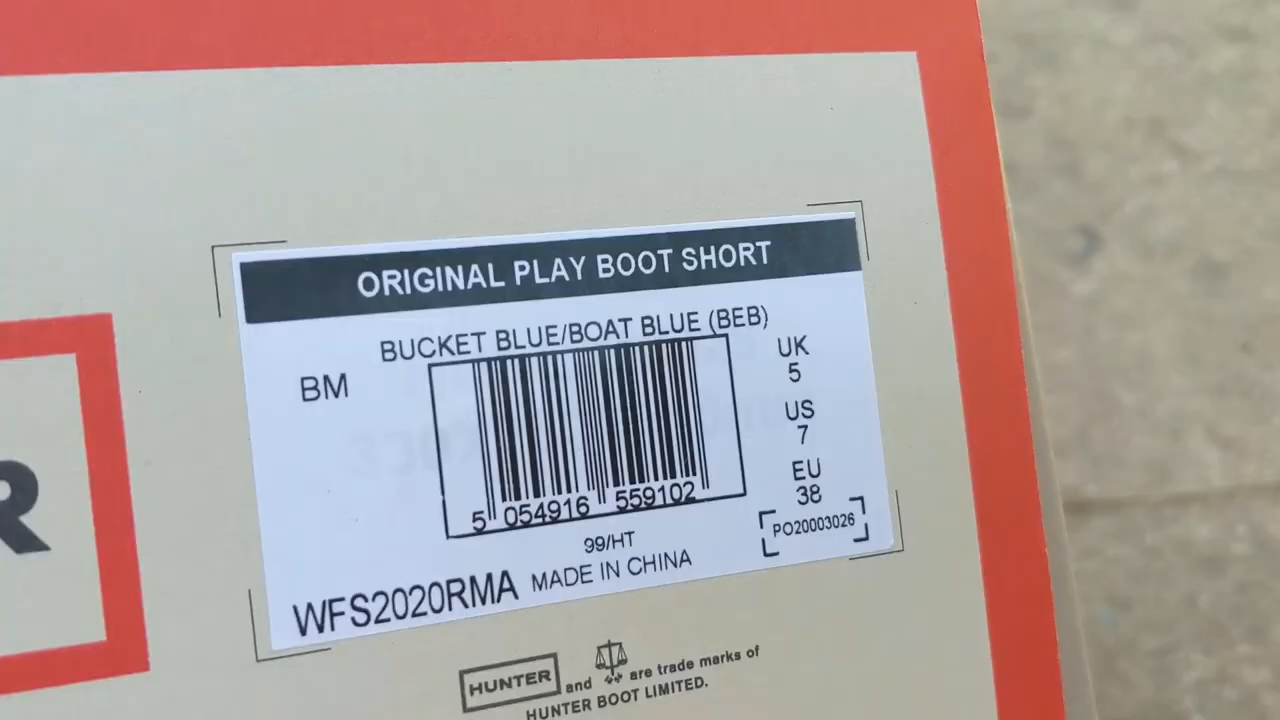 ORIGINAL PLAY BOOT SHORT
BUCKET BLUE/BOAT BLUE (BEB)
BM
UK
5
US
7
EU
38
5 054916 559102
PO20003026
99/HT
WFS2020RMA MADE IN CHINA
R
HUNTER and are trade marks of
HUNTER BOOT LIMITED.